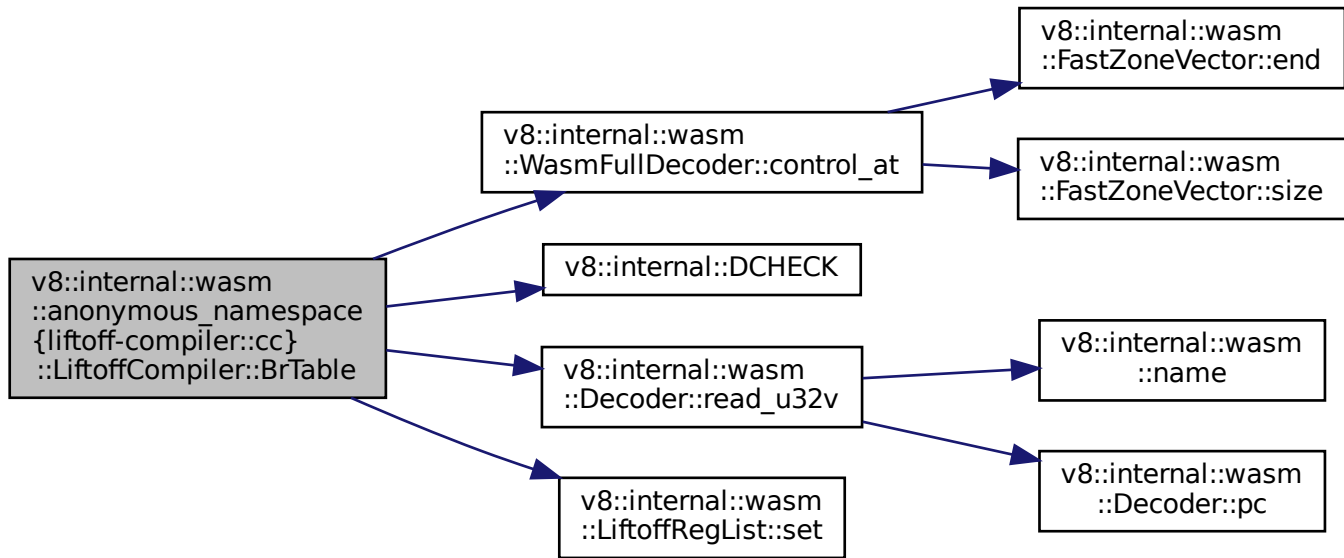 v8::internal::wasm
::FastZoneVector::end
v8::internal::wasm
::WasmFullDecoder::control_at
v8::internal::wasm
::FastZoneVector::size
v8::internal::wasm
::anonymous_namespace
{liftoff-compiler::cc}
::LiftoffCompiler::BrTable
v8::internal::DCHECK
v8::internal::wasm
::Decoder::read_u32v
v8::internal::wasm
::name
v8::internal::wasm
::Decoder::pc
v8::internal::wasm
::LiftoffRegList::set